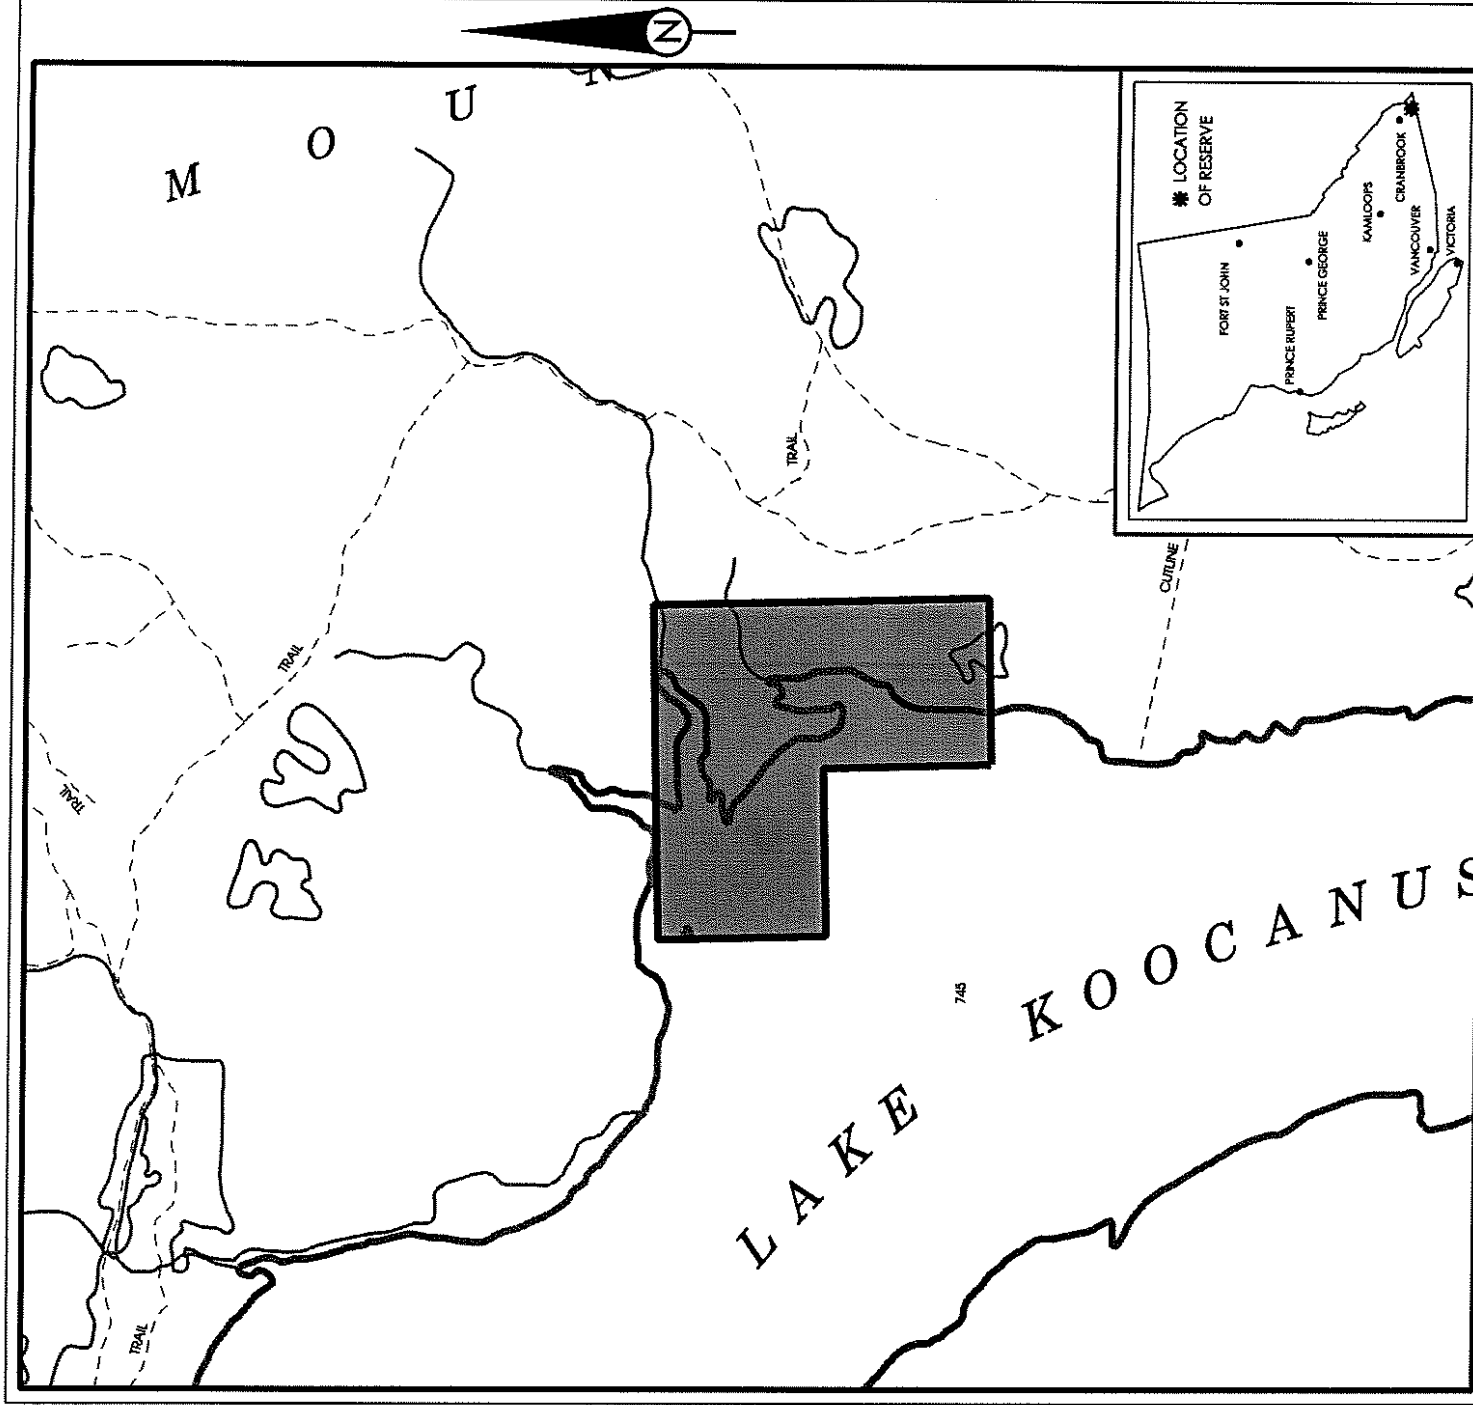 N
M O U N
LOCATION
OF RESERVE
FORT ST JOHN
PRINCE RUPERT
PRINCE GEORGE
KAMLOOPS
CRANBROOK
VANCOUVER
VICTORIA
TRAIL
TRAIL
TRAIL
TRAIL
CUTLINE
745
LAKE KOOCANUS